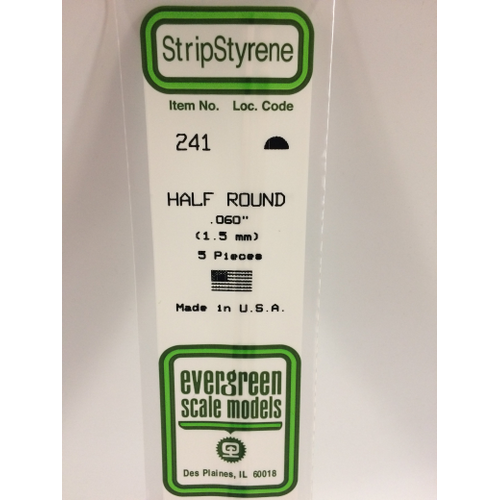 StripStyrene
Item No. Loc. Code
241
HALF ROUND
.060"
(1.5 mm)
5 Pieces
Made in U.S.A.
evergreen
scale models
Des Plaines, IL 60018